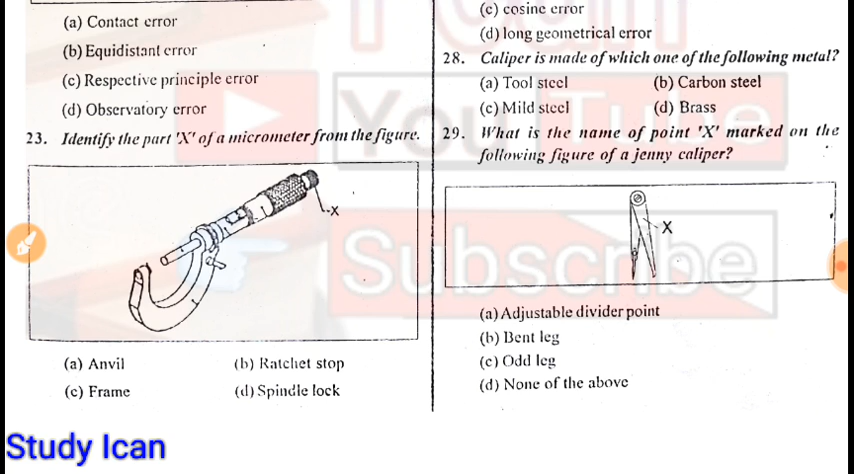 (a) Contact error
(b) Equidistant error
(c) Respective principle error
(d) Observatory error
23. Identify the part 'X' of a micrometer from the figure.
X
(a) Anvil (b) Ratchet stop
(c) Frame (d) Spindle lock
(c) cosine error
(d) long geometrical error
28. Caliper is made of which one of the following metal?
(a) Tool steel (b) Carbon steel
(c) Mild steel (d) Brass
29. What is the name of point 'X' marked on the
following figure of a jenny caliper?
X
(a) Adjustable divider point
(b) Bent leg
(c) Odd leg
(d) None of the above
You Tube
Subscribe
Study Ican